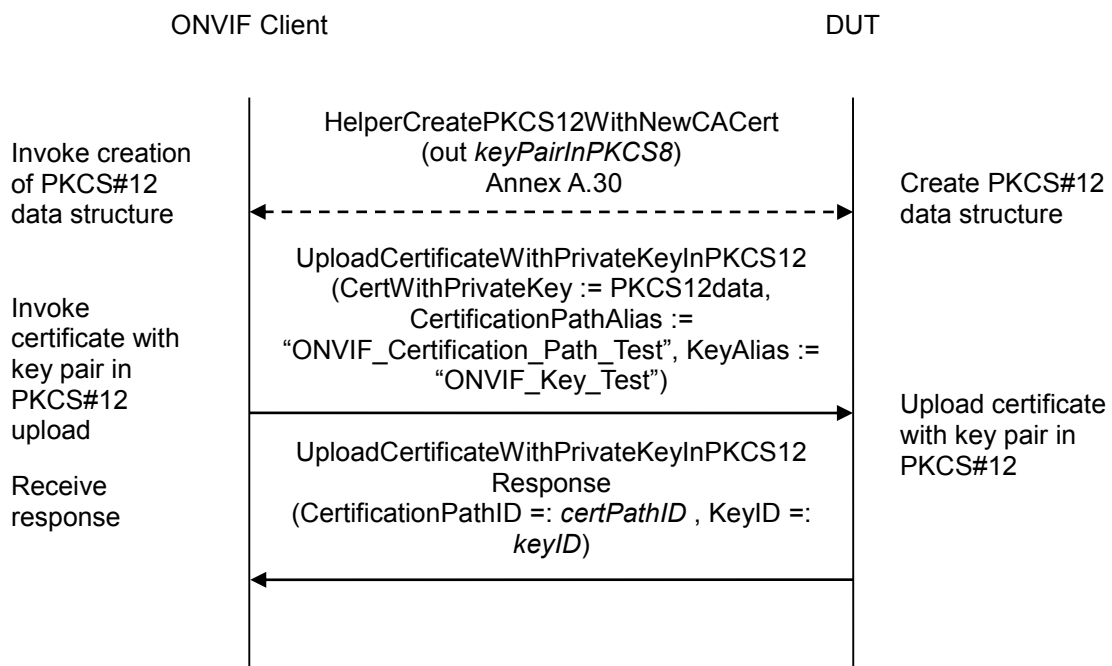 ONVIF Client
DUT
HelperCreatePKCS12WithNewCACert
(out keyPairInPKCS8)
Annex A.30
Invoke creation
of PKCS#12
data structure
Create PKCS#12
data structure
UploadCertificateWithPrivateKeyInPKCS12
(CertWithPrivateKey := PKCS12data,
CertificationPathAlias :=
“ONVIF_Certification_Path_Test”, KeyAlias :=
“ONVIF_Key_Test”)
Invoke
certificate with
key pair in
PKCS#12
upload
Upload certificate
with key pair in
PKCS#12
UploadCertificateWithPrivateKeyInPKCS12
Response
(CertificationPathID =: certPathID , KeyID =:
keyID)
Receive
response